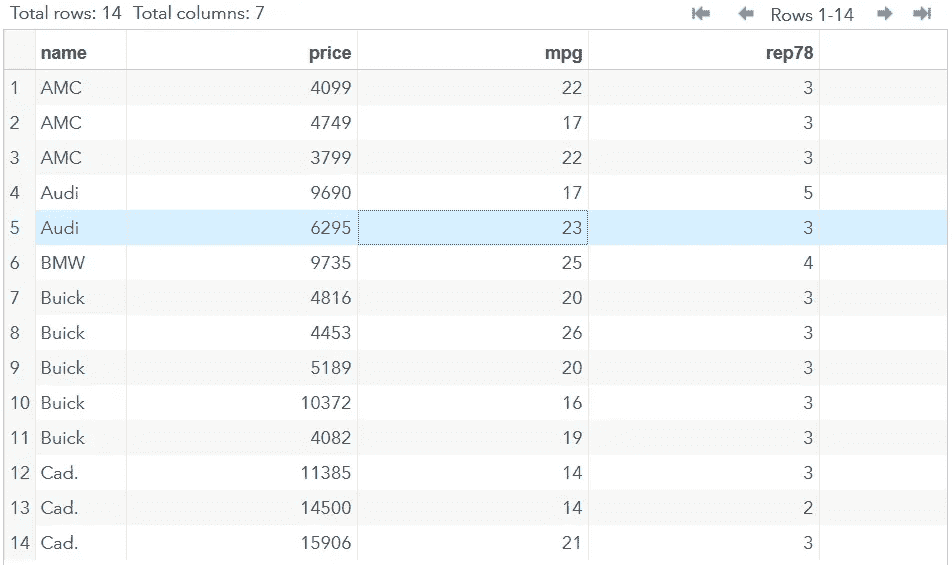 Total rows: 14 Total columns: 7 Rows 1-14
name price mpg rep78
1 AMC 4099 22 3
2 AMC 4749 17 3
3 AMC 3799 22 3
4 Audi 9690 17 5
5 Audi 6295 23 3
6 BMW 9735 25 4
7 Buick 4816 20 3
8 Buick 4453 26 3
9 Buick 5189 20 3
10 Buick 10372 16 3
11 Buick 4082 19 3
12 Cad. 11385 14 3
13 Cad. 14500 14 2
14 Cad. 15906 21 3